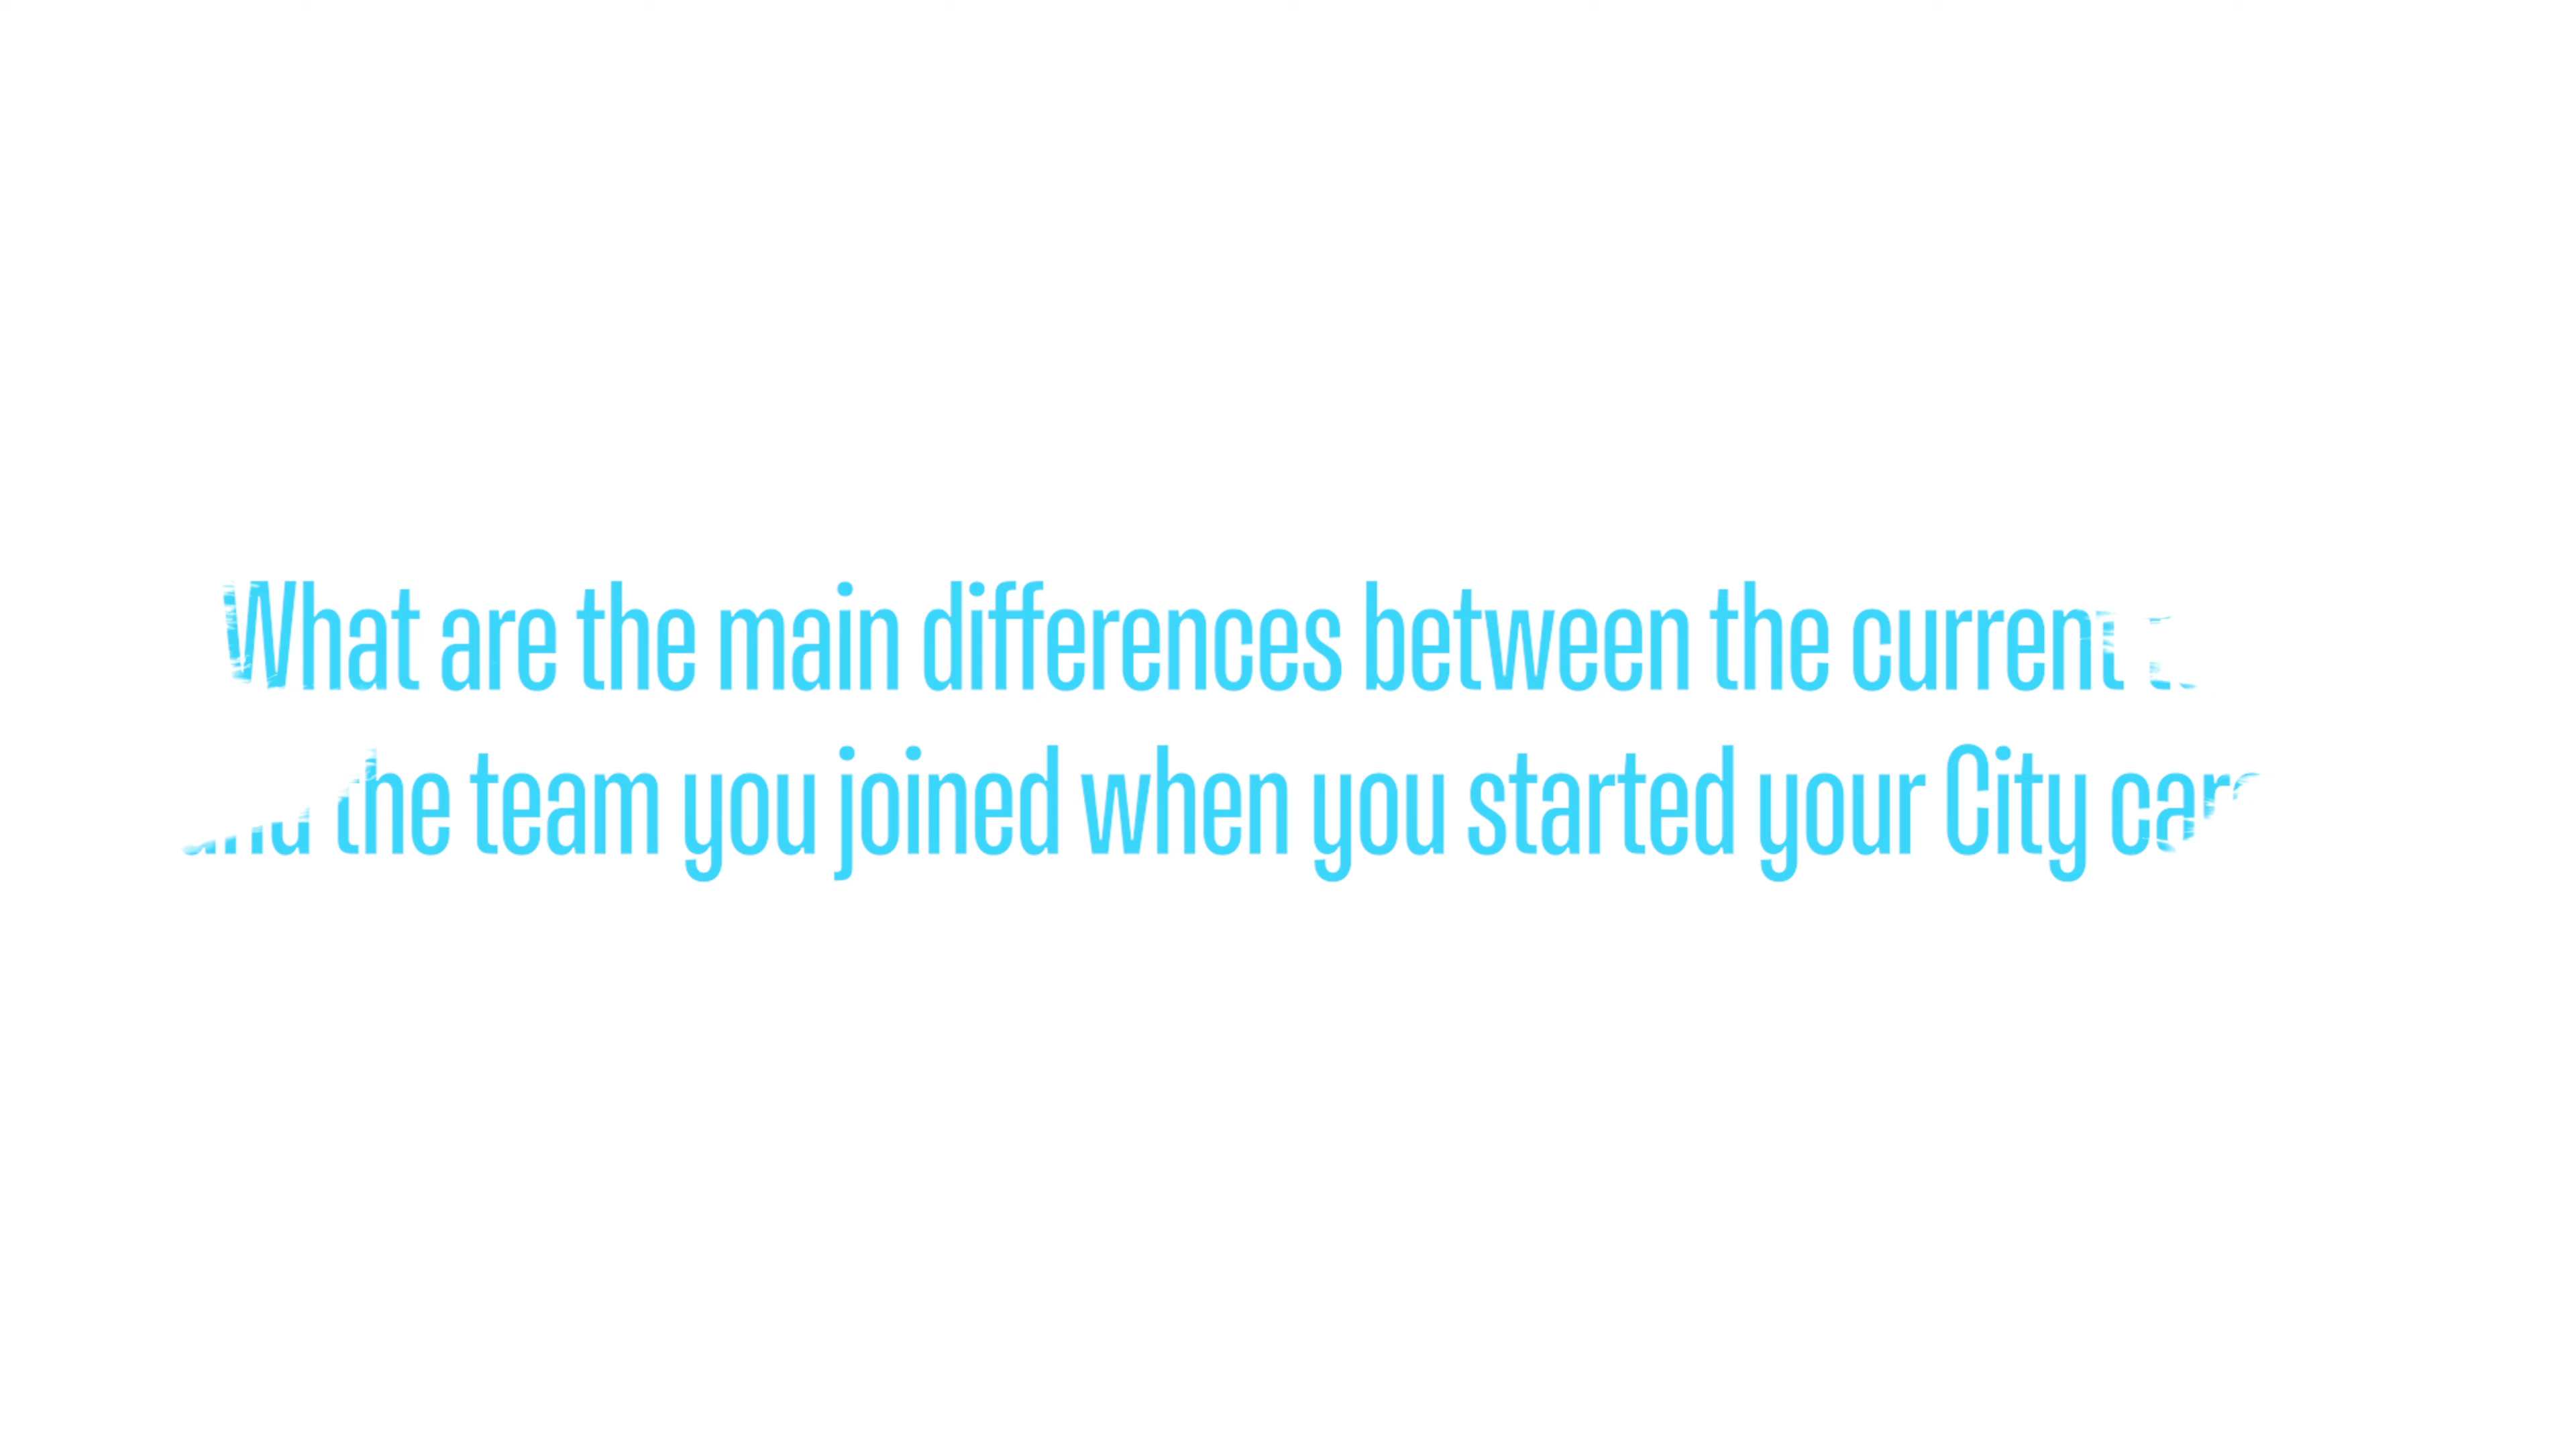 What are the main differences between the current
the team you joined when you started your City